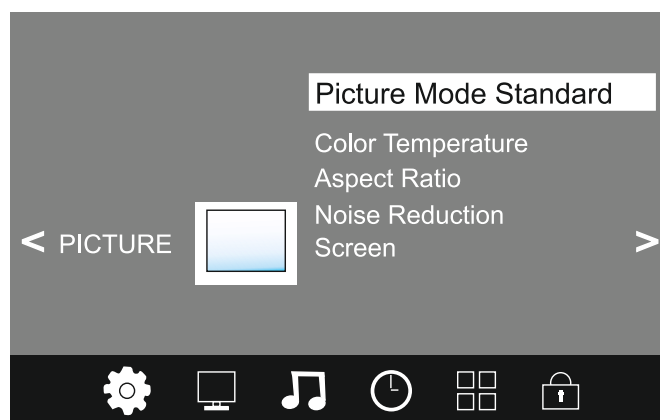 Picture Mode Standard
Color Temperature
Aspect Ratio
Noise Reduction
< PICTURE
Screen
>